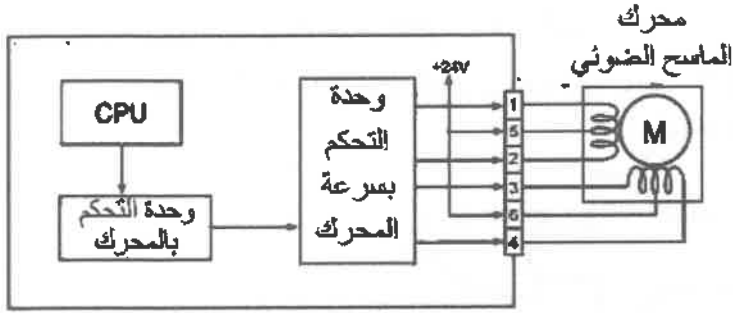 محرك
الماسح الضوئي
+24V
CPU
وحدة
التحكم
بسرعة
المحرك
وحدة التحكم
بالمحرك
1
5
2
3
6
4
M